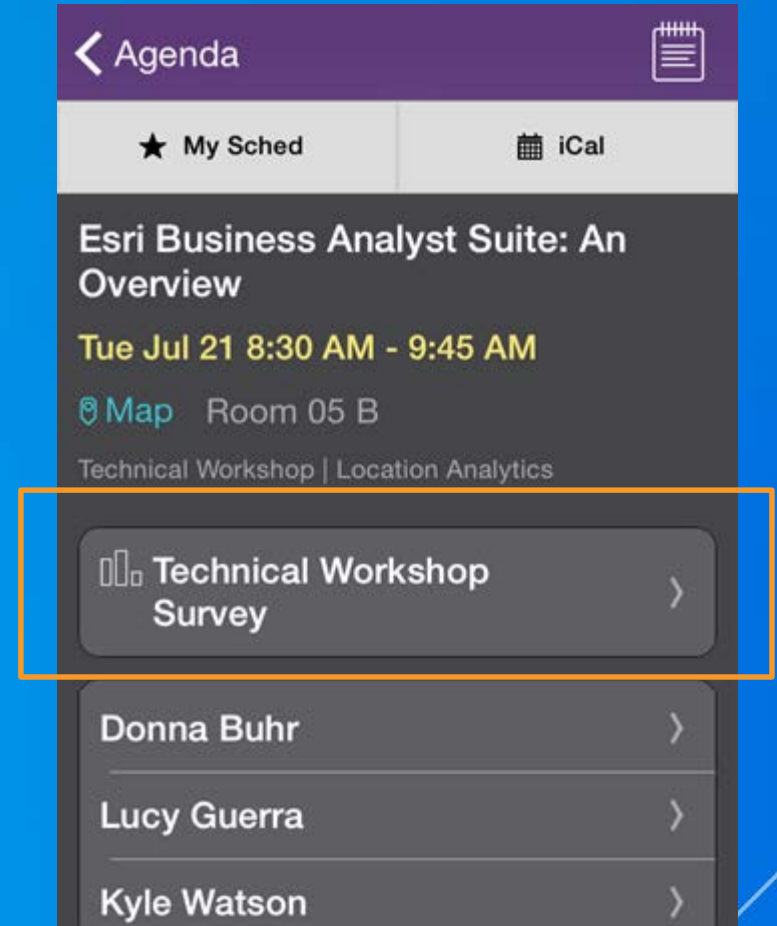 Agenda
My Sched
iCal
Esri Business Analyst Suite: An
Overview
Tue Jul 21 8:30 AM - 9:45 AM
Map Room 05 B
Technical Workshop | Location Analytics
Technical Workshop
Survey
Donna Buhr
Lucy Guerra
Kyle Watson